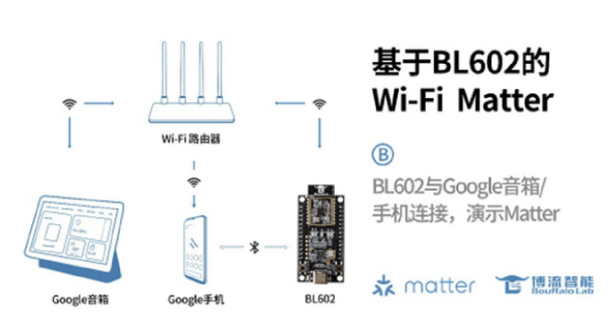 基于BL602的
Wi-Fi Matter
B
BL602与Google音箱/
手机连接，演示Matter
Wi-Fi 路由器
Google音箱
Google手机
BL602
matter
博流智能
Bouffalo Lab